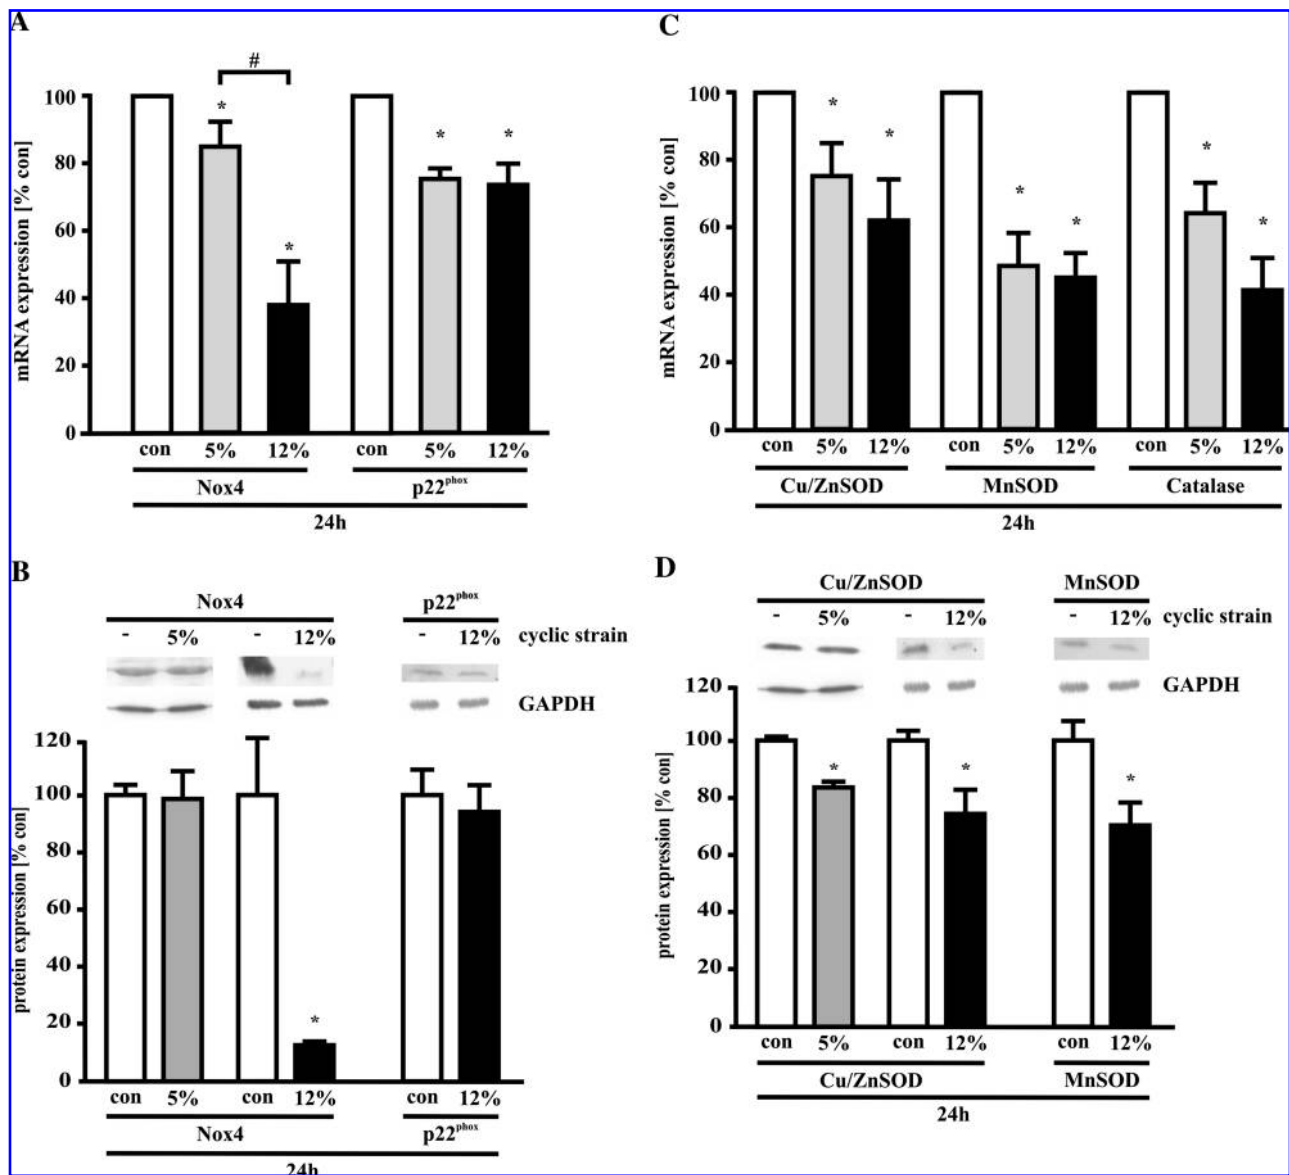 A
#
mRNA expression [% con]
100
80
60
40
20
0
* * * *
con 5% 12% con 5% 12%
Nox4 p22phox
24h
C
mRNA expression [% con]
100
80
60
40
20
0
* * * * * *
con 5% 12% con 5% 12% con 5% 12%
Cu/ZnSOD MnSOD Catalase
24h
B
Nox4 p22phox
- 5% - 12% - 12% cyclic strain
GAPDH
protein expression [% con]
120
100
80
60
40
20
0
*
con 5% con 12% con 12%
Nox4 p22phox
24h
D
Cu/ZnSOD MnSOD
- 5% - 12% - 12% cyclic strain
GAPDH
protein expression [% con]
120
100
80
60
40
20
0
* * *
con 5% con 12% con 12%
Cu/ZnSOD MnSOD
24h